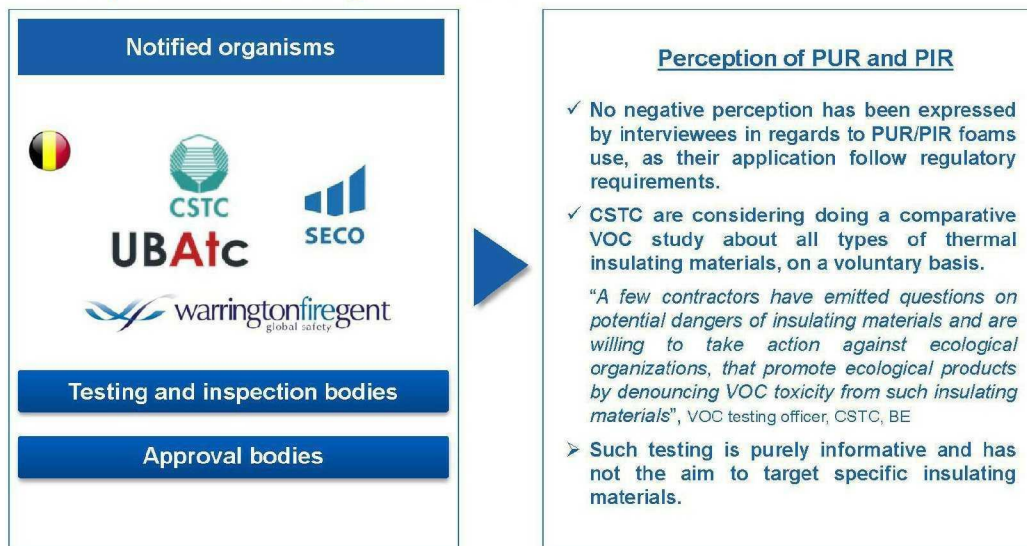 Notified organisms
CSTC
SECO
UBAtc
warringtonfiregent
global safety
Testing and inspection bodies
Approval bodies
Perception of PUR and PIR
✓ No negative perception has been expressed
by interviewees in regards to PUR/PIR foams
use, as their application follow regulatory
requirements.
✓ CSTC are considering doing a comparative
VOC study about all types of thermal
insulating materials, on a voluntary basis.
“A few contractors have emitted questions on
potential dangers of insulating materials and are
willing to take action against ecological
organizations, that promote ecological products
by denouncing VOC toxicity from such insulating
materials”, VOC testing officer, CSTC, BE
➢ Such testing is purely informative and has
not the aim to target specific insulating
materials.